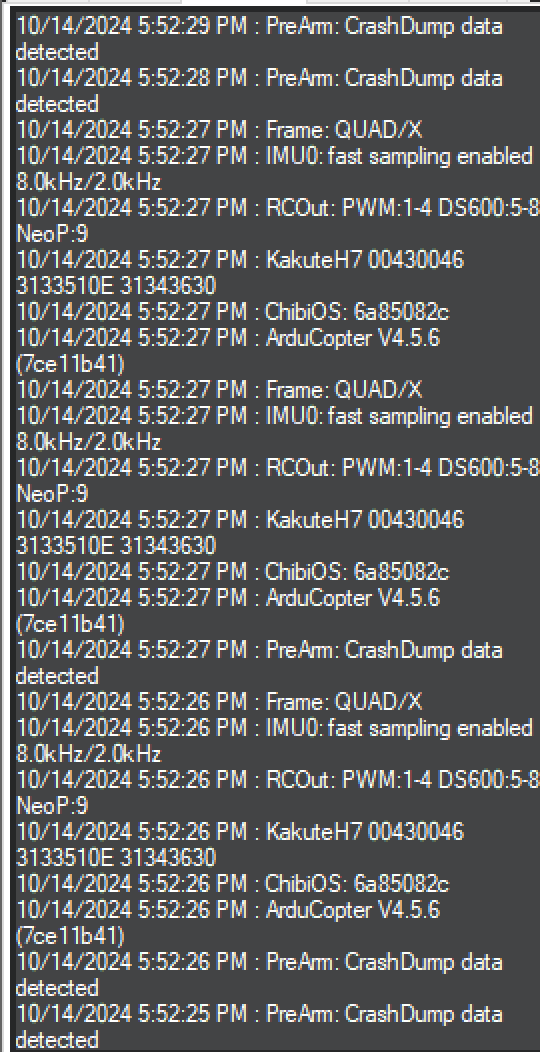 10/14/2024 5:52:29 PM : PreArm: CrashDump data
detected
10/14/2024 5:52:28 PM : PreArm: CrashDump data
detected
10/14/2024 5:52:27 PM : Frame: QUAD/X
10/14/2024 5:52:27 PM : IMU0: fast sampling enabled
8.0kHz/2.0kHz
10/14/2024 5:52:27 PM : RCOut: PWM:1-4 DS600:5-8
NeoP:9
10/14/2024 5:52:27 PM : KakuteH7 00430046
3133510E 31343630
10/14/2024 5:52:27 PM : ChibiOS: 6a85082c
10/14/2024 5:52:27 PM : ArduCopter V4.5.6
(7ce11b41)
10/14/2024 5:52:27 PM : Frame: QUAD/X
10/14/2024 5:52:27 PM : IMU0: fast sampling enabled
8.0kHz/2.0kHz
10/14/2024 5:52:27 PM : RCOut: PWM:1-4 DS600:5-8
NeoP:9
10/14/2024 5:52:27 PM : KakuteH7 00430046
3133510E 31343630
10/14/2024 5:52:27 PM : ChibiOS: 6a85082c
10/14/2024 5:52:27 PM : ArduCopter V4.5.6
(7ce11b41)
10/14/2024 5:52:27 PM : PreArm: CrashDump data
detected
10/14/2024 5:52:26 PM : Frame: QUAD/X
10/14/2024 5:52:26 PM : IMU0: fast sampling enabled
8.0kHz/2.0kHz
10/14/2024 5:52:26 PM : RCOut: PWM:1-4 DS600:5-8
NeoP:9
10/14/2024 5:52:26 PM : KakuteH7 00430046
3133510E 31343630
10/14/2024 5:52:26 PM : ChibiOS: 6a85082c
10/14/2024 5:52:26 PM : ArduCopter V4.5.6
(7ce11b41)
10/14/2024 5:52:26 PM : PreArm: CrashDump data
detected
10/14/2024 5:52:25 PM : PreArm: CrashDump data
detected